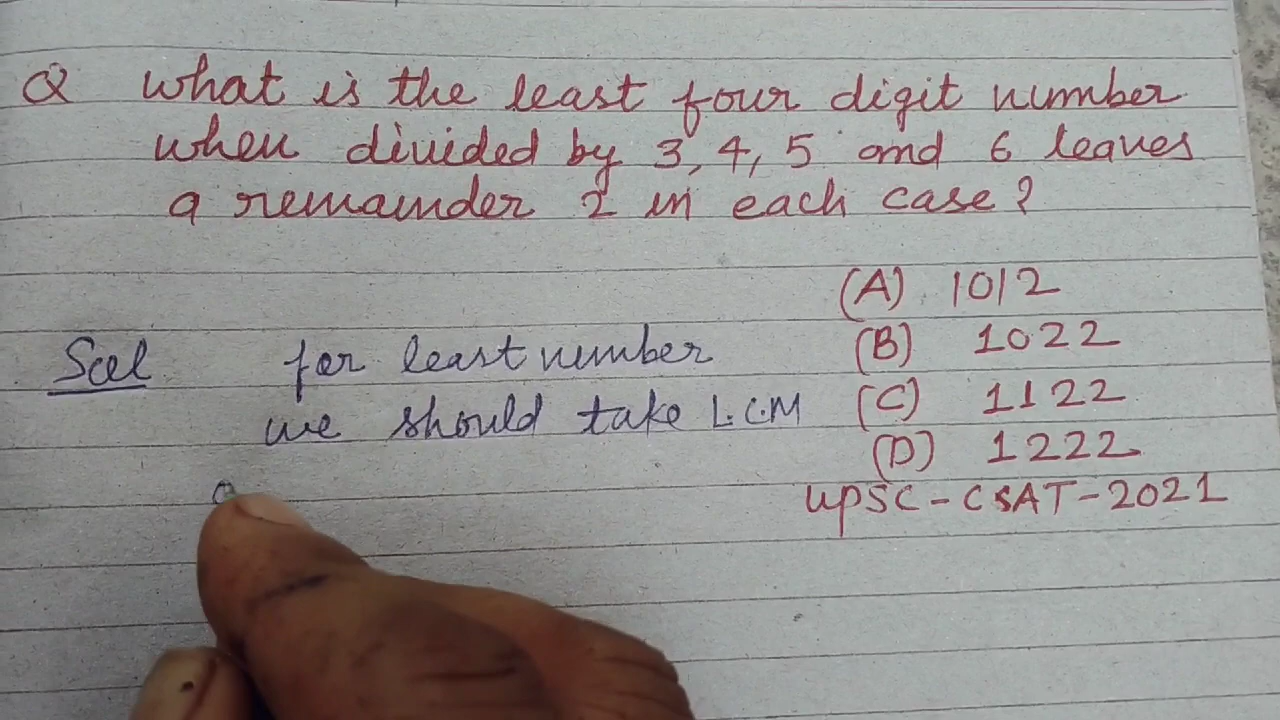 Q What is the least four digit number
when divided by 3, 4, 5 and 6 leaves
a remainder 2 in each case?
(A) 1012
(B) 1022
(C) 1122
(D) 1222
UPSC-CSAT-2021
Sol for least number
we should take L.C.M